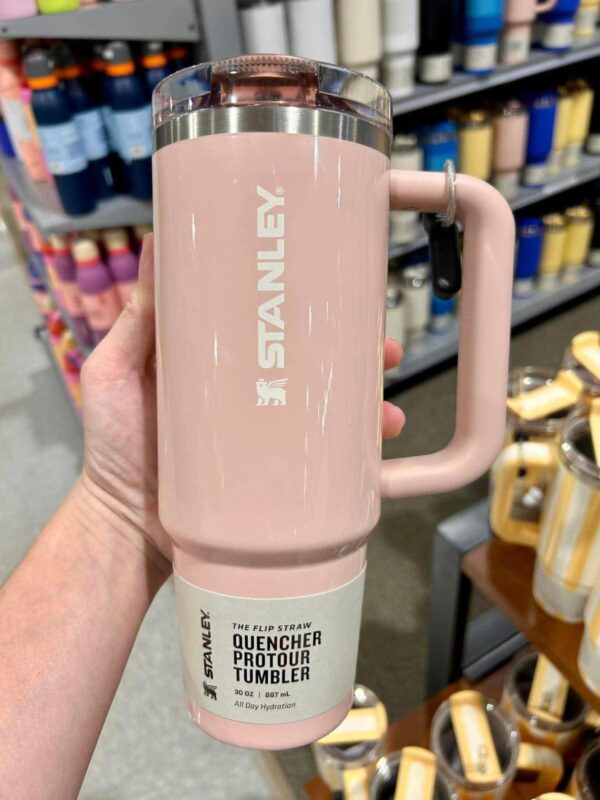 STANLEY®
STANLEY.
THE FLIP STRAW
QUENCHER
PROTOUR
TUMBLER
30 OZ | 887 mL
All Day Hydration